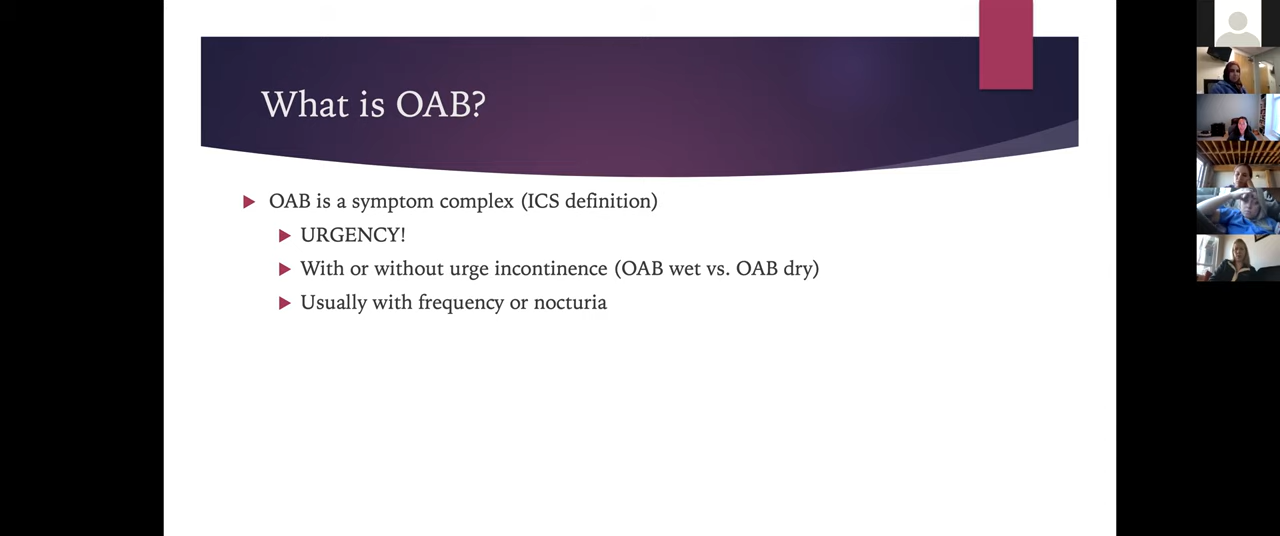 What is OAB?
OAB is a symptom complex (ICS definition)
URGENCY!
With or without urge incontinence (OAB wet vs. OAB dry)
Usually with frequency or nocturia